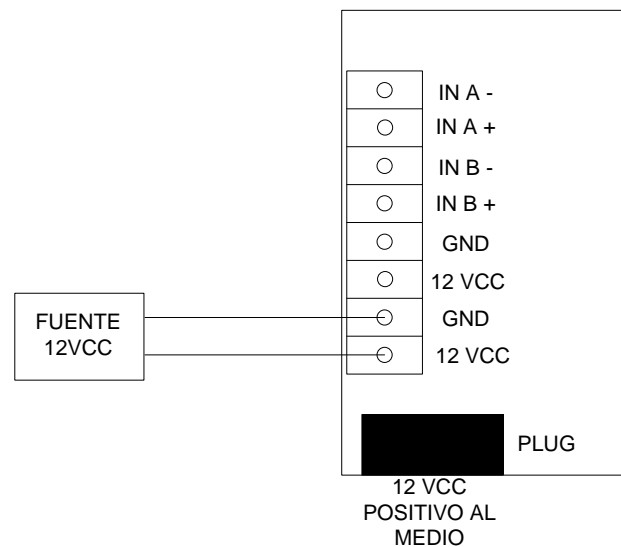 IN A -
IN A +
IN B -
IN B +
GND
12 VCC
GND
12 VCC
FUENTE
12VCC
PLUG
12 VCC
POSITIVO AL
MEDIO